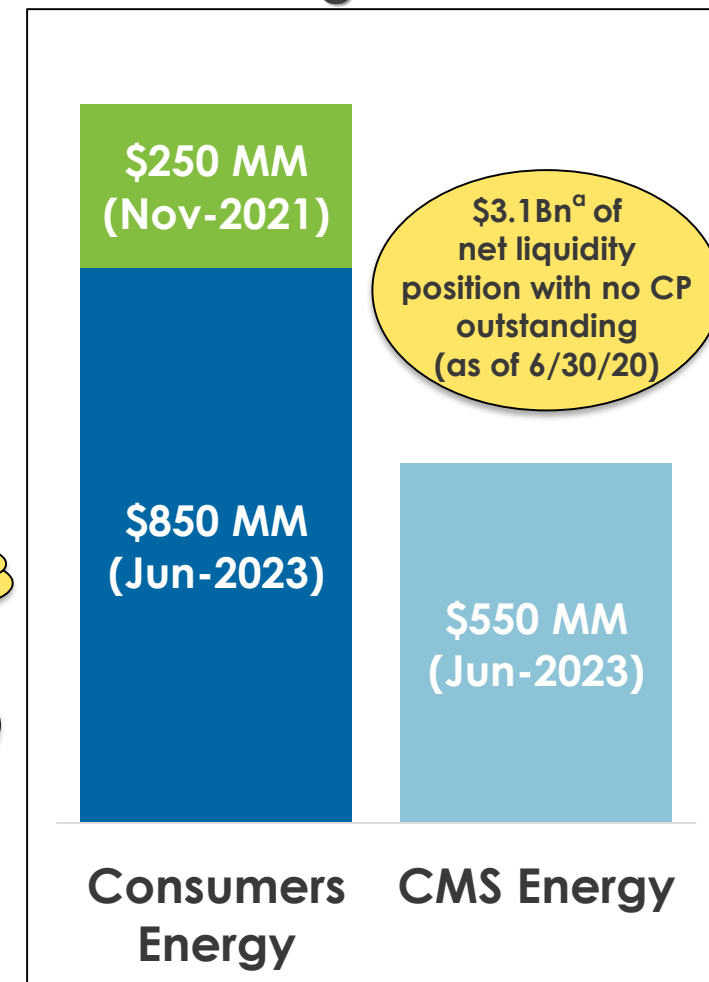 $250 MM
(Nov-2021)
$3.1Bnª of
net liquidity
position with no CP
outstanding
(as of 6/30/20)
$850 MM
(Jun-2023)
$550 MM
(Jun-2023)
Consumers
Energy
CMS Energy